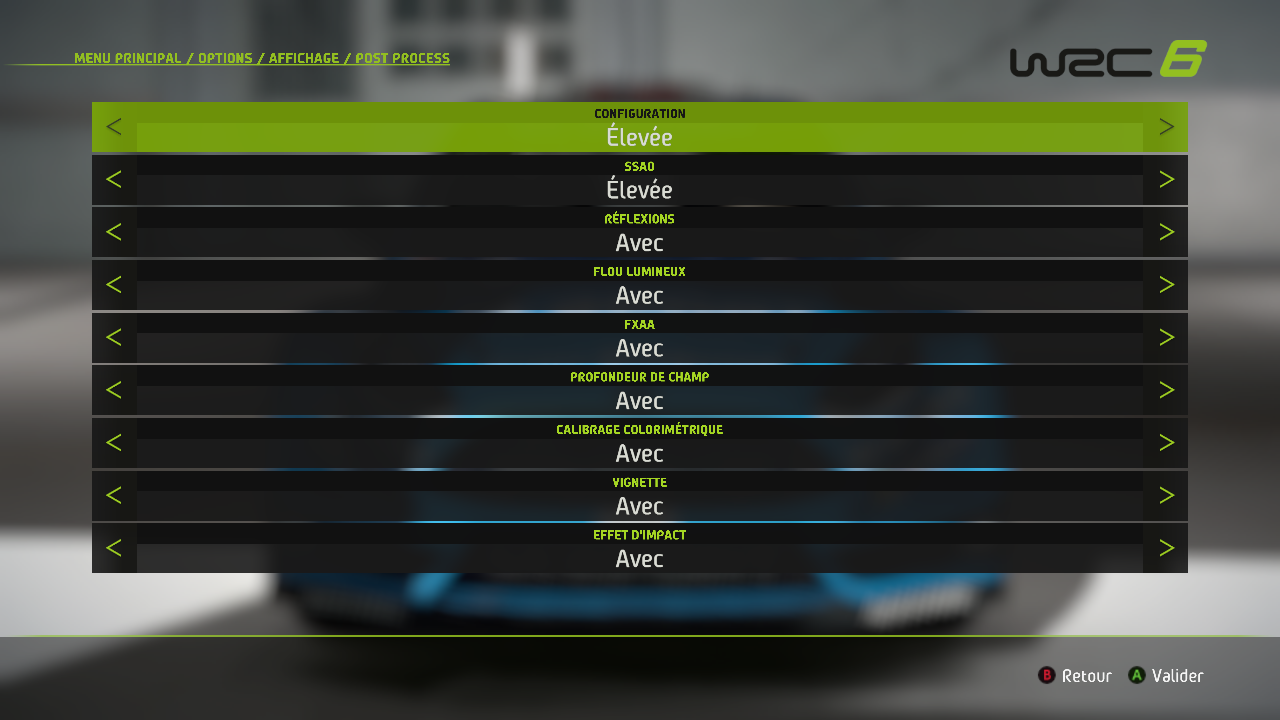 MENU PRINCIPAL / OPTIONS / AFFICHAGE / POST PROCESS
WRC 6
CONFIGURATION
< Élevée >
SSAO
< Élevée >
RÉFLEXIONS
< Avec >
FLOU LUMINEUX
< Avec >
FXAA
< Avec >
PROFONDEUR DE CHAMP
< Avec >
CALIBRAGE COLORIMÉTRIQUE
< Avec >
VIGNETTE
< Avec >
EFFET D'IMPACT
< Avec >
B Retour A Valider